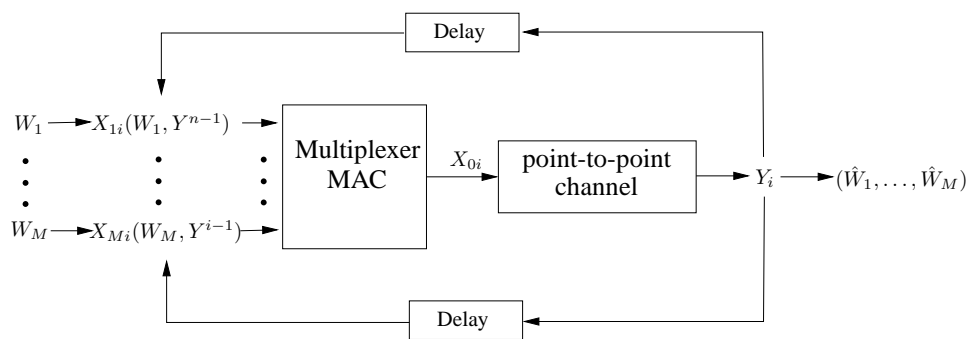 Delay
W_1
X_{1i}(W_1, Y^{n-1})
Multiplexer
MAC
X_{0i}
point-to-point
channel
Y_i
(Ŵ_1, ..., Ŵ_M)
W_M
X_{Mi}(W_M, Y^{i-1})
Delay